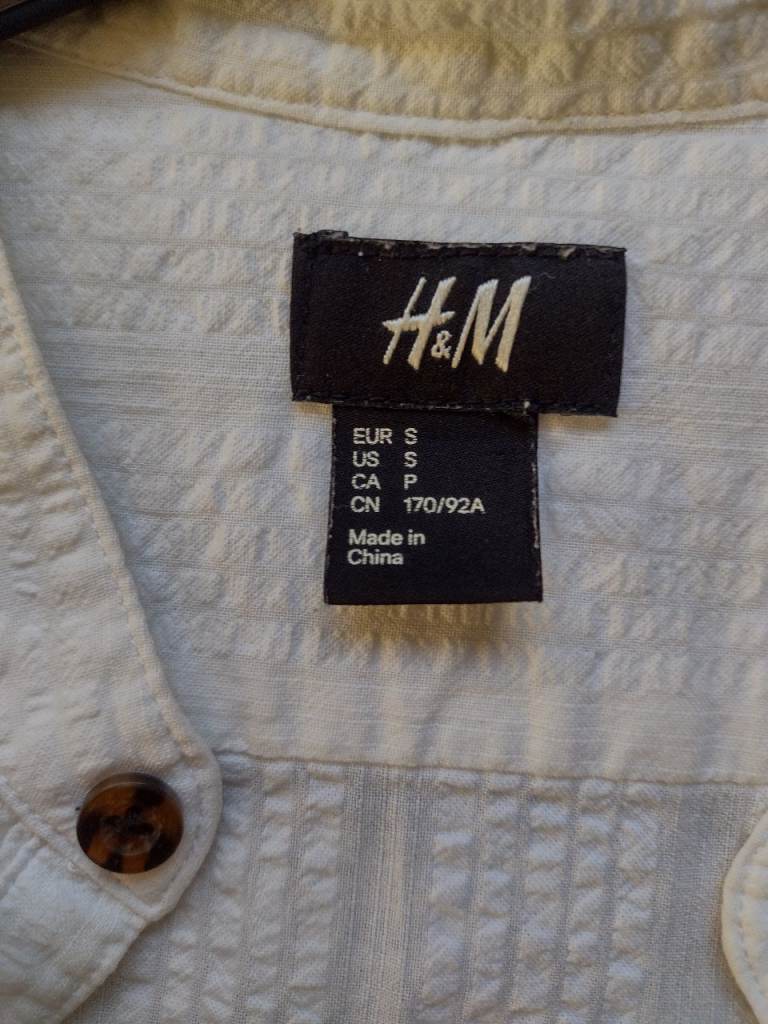 H&M
EUR S
US S
CA P
CN 170/92A
Made in
China